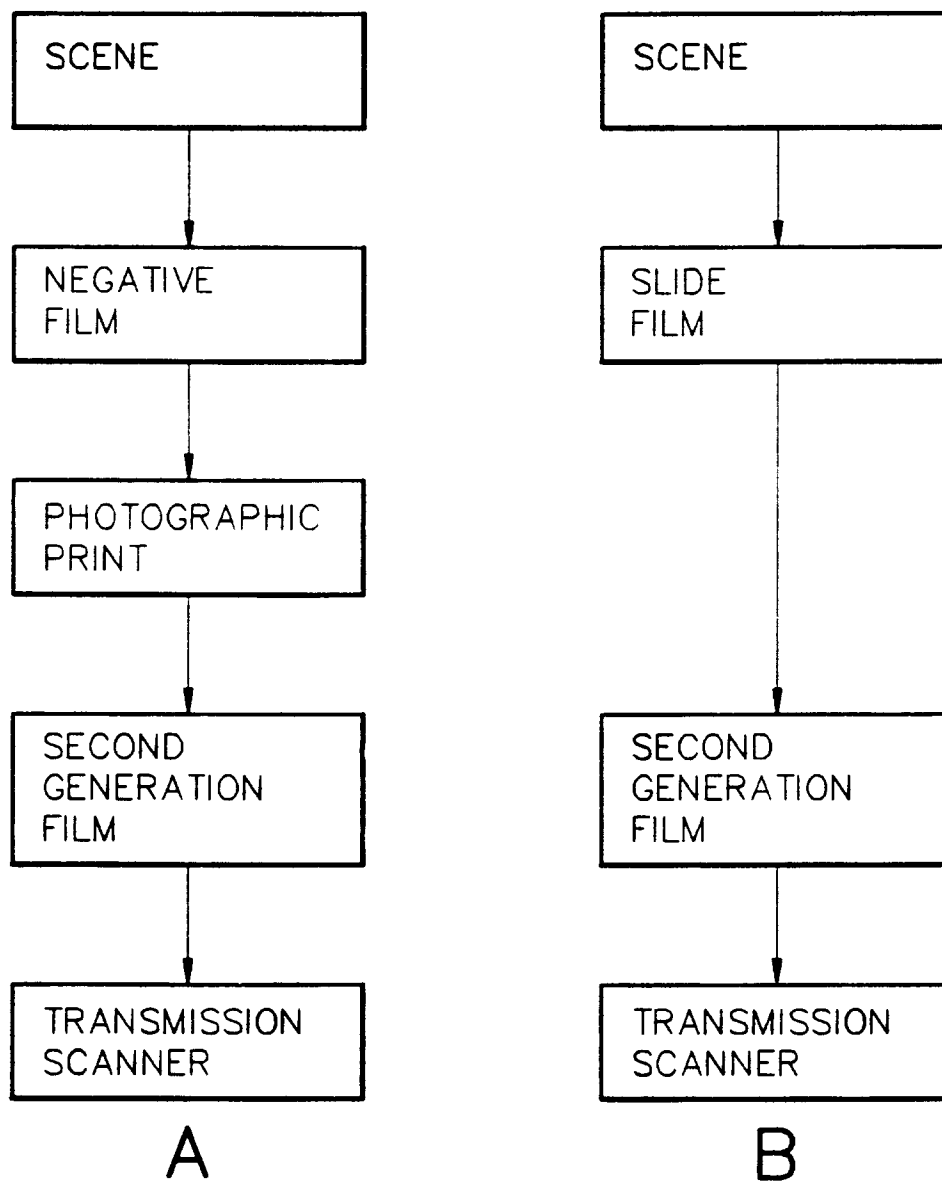 SCENE
NEGATIVE
FILM
PHOTOGRAPHIC
PRINT
SECOND
GENERATION
FILM
TRANSMISSION
SCANNER
A
SCENE
SLIDE
FILM
SECOND
GENERATION
FILM
TRANSMISSION
SCANNER
B